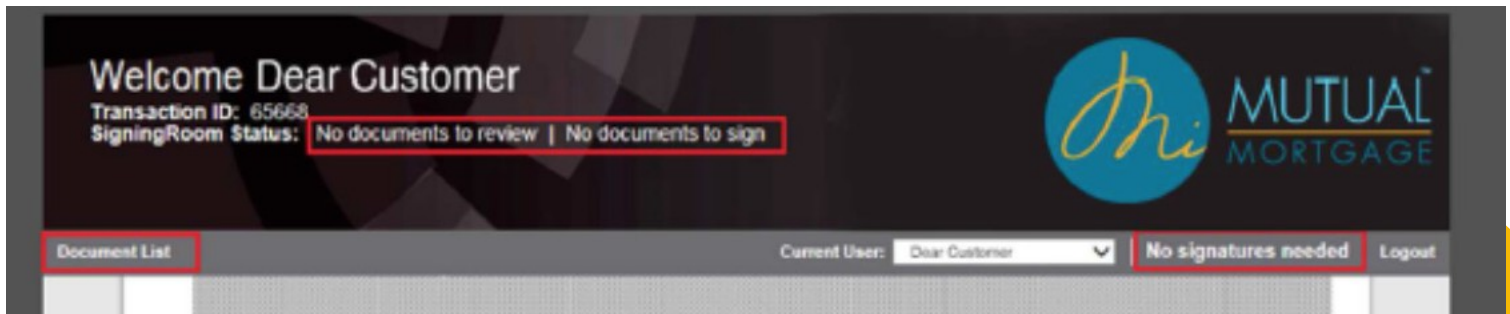 Welcome Dear Customer
Transaction ID: 65668
SigningRoom Status: No documents to review | No documents to sign
mi
MUTUAL™
MORTGAGE
Document List
Current User: Dear Customer | No signatures needed Logout